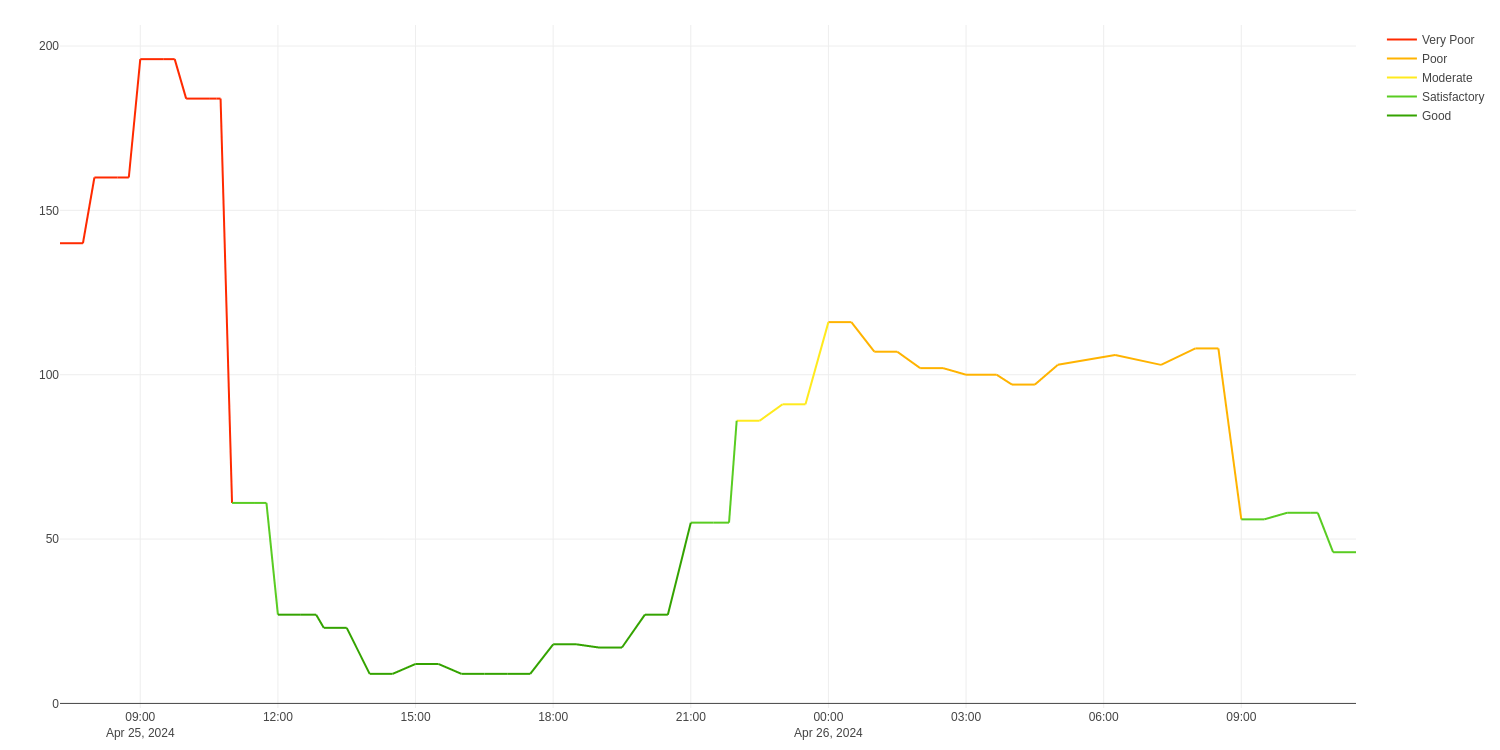 200
150
100
50
0
09:00
12:00
15:00
18:00
21:00
00:00
03:00
06:00
09:00
Apr 25, 2024
Apr 26, 2024
Very Poor
Poor
Moderate
Satisfactory
Good